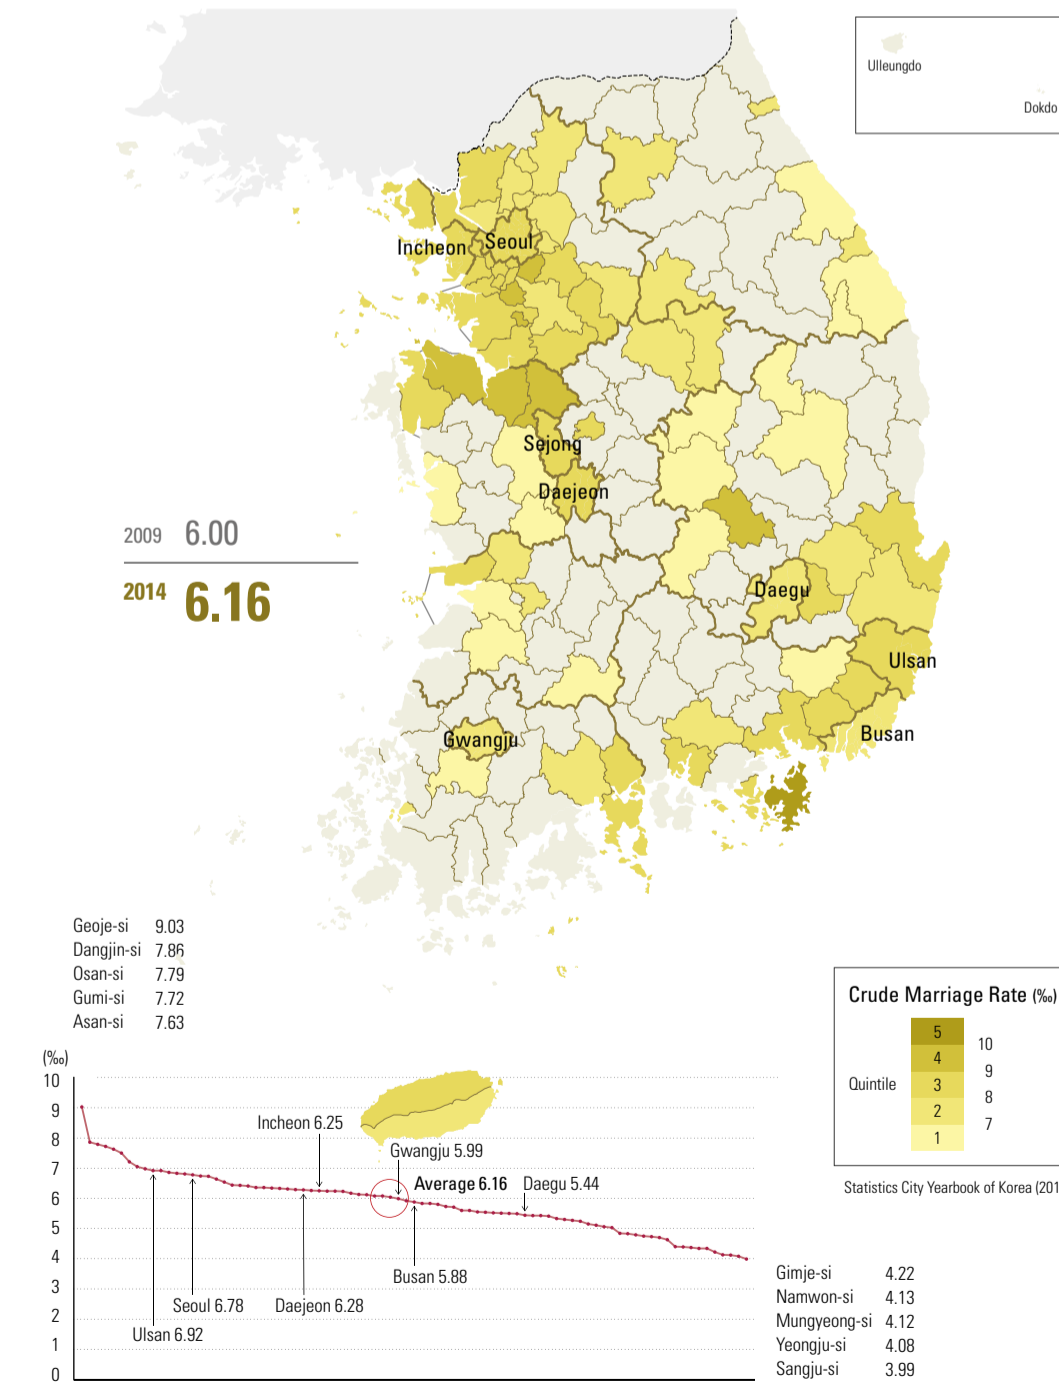 Ulleungdo
Dokdo
Incheon
Seoul
Sejong
Daejeon
2009 6.00
2014 6.16
Daegu
Ulsan
Busan
Gwangju
Geoje-si 9.03
Dangjin-si 7.86
Osan-si 7.79
Gumi-si 7.72
Asan-si 7.63
Crude Marriage Rate (‰)
Quintile
5
4
3
2
1
10
9
8
7
Statistics City Yearbook of Korea (201
(‰)
10
9
8
7
6
5
4
3
2
1
0
Incheon 6.25
Gwangju 5.99
Average 6.16
Daegu 5.44
Busan 5.88
Seoul 6.78
Daejeon 6.28
Ulsan 6.92
Gimje-si 4.22
Namwon-si 4.13
Mungyeong-si 4.12
Yeongju-si 4.08
Sangju-si 3.99